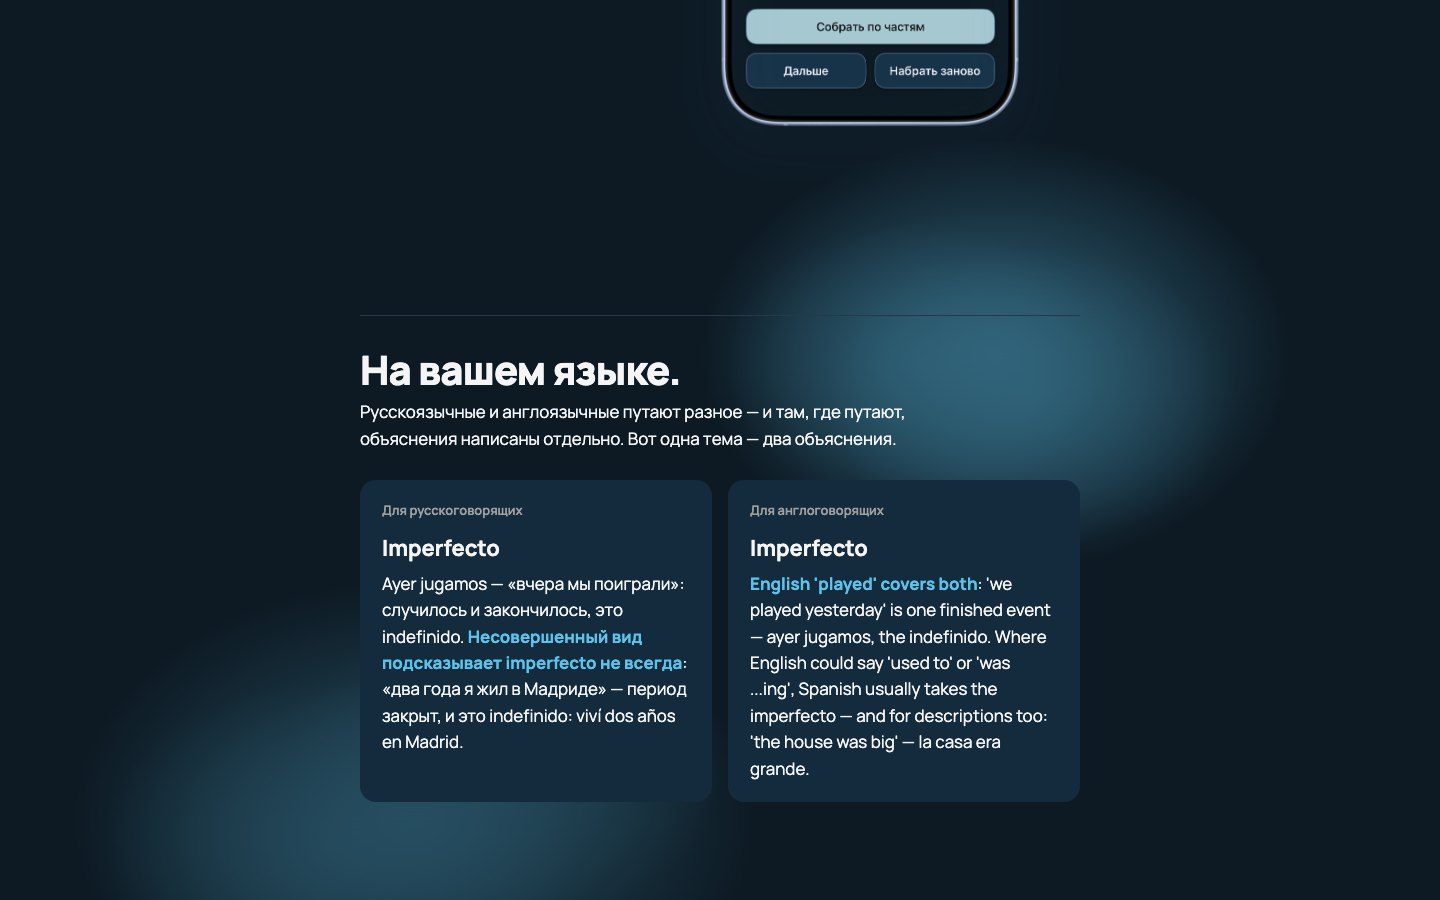 Собрать по частям
Дальше
Набрать заново
На вашем языке.
Русскоязычные и англоязычные путают разное — и там, где путают,
объяснения написаны отдельно. Вот одна тема — два объяснения.
Для русскоговорящих
Imperfecto
Ayer jugamos — «вчера мы поиграли»:
случилось и закончилось, это
indefinido. Несовершенный вид
подсказывает imperfecto не всегда:
«два года я жил в Мадриде» — период
закрыт, и это indefinido: viví dos años
en Madrid.
Для англоговорящих
Imperfecto
English 'played' covers both: 'we
played yesterday' is one finished event
— ayer jugamos, the indefinido. Where
English could say 'used to' or 'was
...ing', Spanish usually takes the
imperfecto — and for descriptions too:
'the house was big' — la casa era
grande.